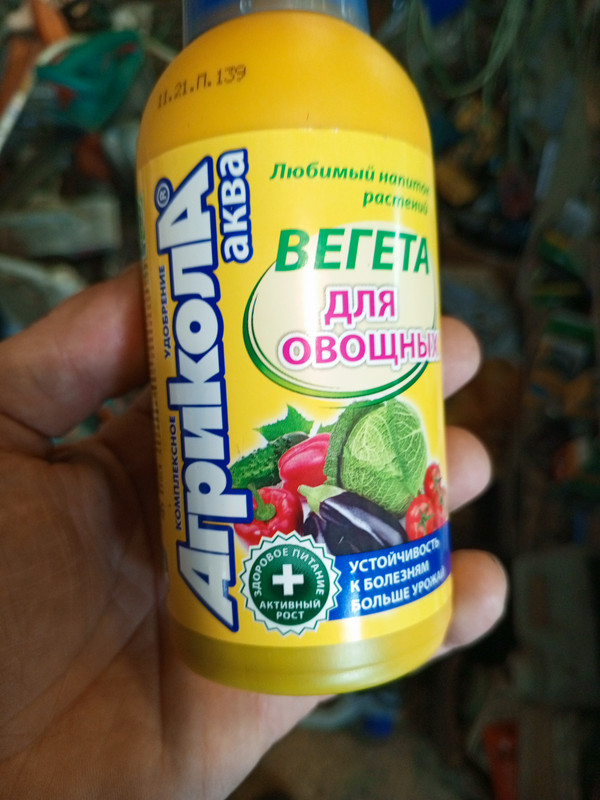 11.21.П.139
АгриколА®
аква
КОМПЛЕКСНОЕ УДОБРЕНИЕ
Любимый напиток
растений
ВЕГЕТА
ДЛЯ
ОВОЩНЫХ
ЗДОРОВОЕ ПИТАНИЕ
АКТИВНЫЙ
РОСТ
УСТОЙЧИВОСТЬ
К БОЛЕЗНЯМ
БОЛЬШЕ УРОЖАЙ